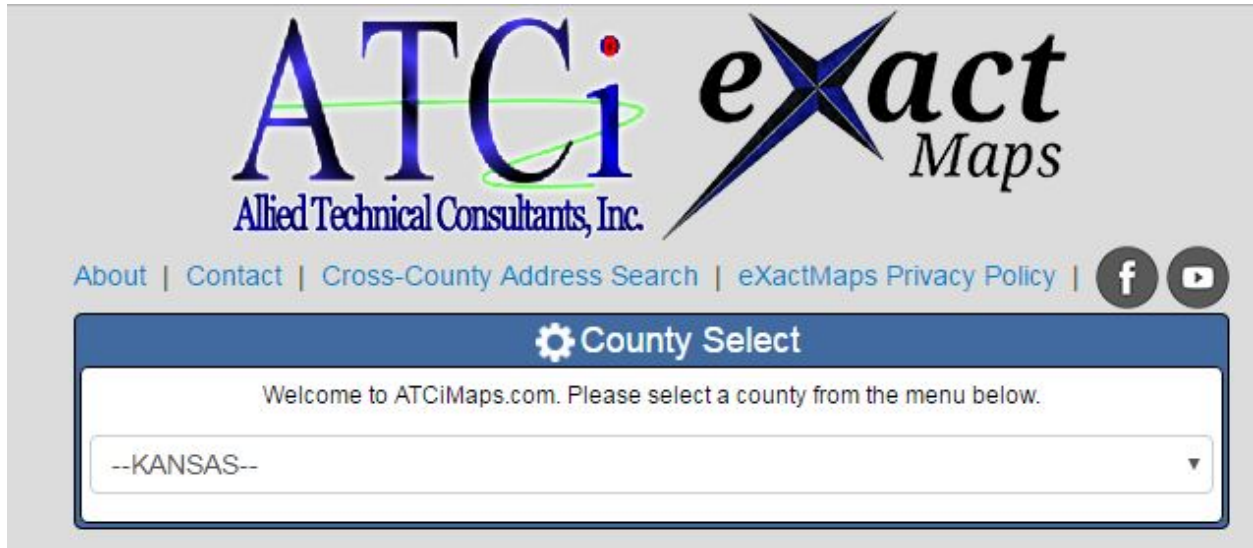 ATCi eXact
Maps
Allied Technical Consultants, Inc.
About | Contact | Cross-County Address Search | eXactMaps Privacy Policy |
County Select
Welcome to ATCiMaps.com. Please select a county from the menu below.
--KANSAS--